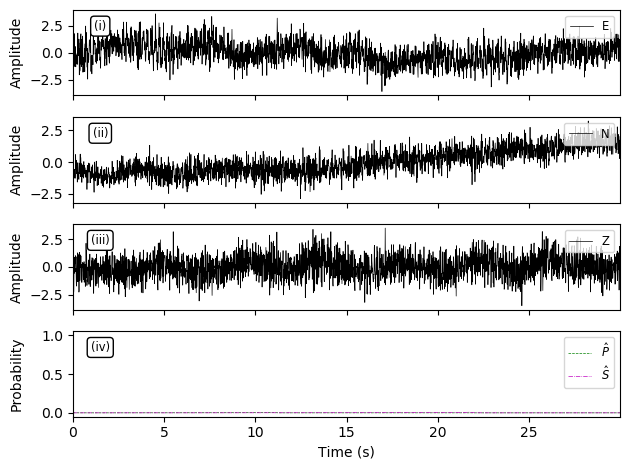 Amplitude
2.5
0.0
−2.5
(i)
E
Amplitude
2.5
0.0
−2.5
(ii)
N
Amplitude
2.5
0.0
−2.5
(iii)
Z
Probability
1.0
0.5
0.0
(iv)
P̂
Ŝ
0 5 10 15 20 25
Time (s)